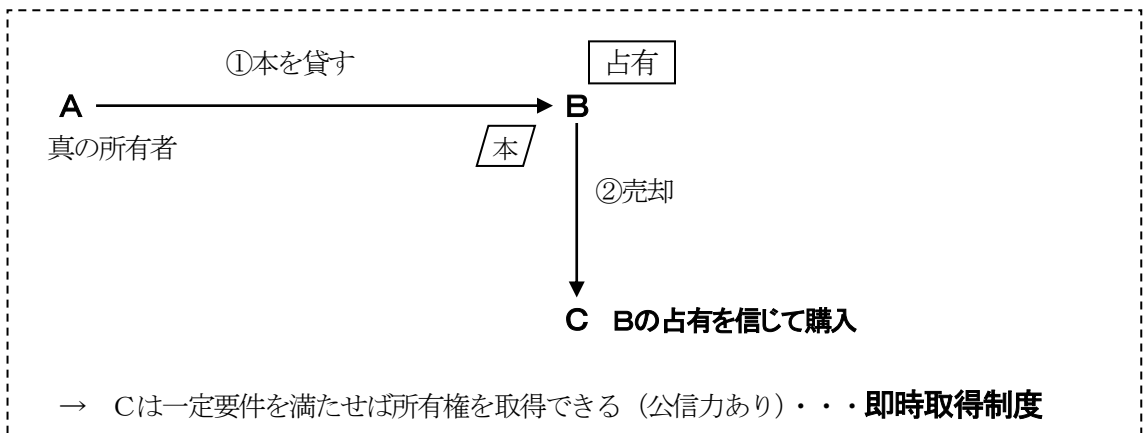 ①本を貸す
占有
A
B
真の所有者
本
②売却
C Bの占有を信じて購入
→ Cは一定要件を満たせば所有権を取得できる（公信力あり）・・・即時取得制度